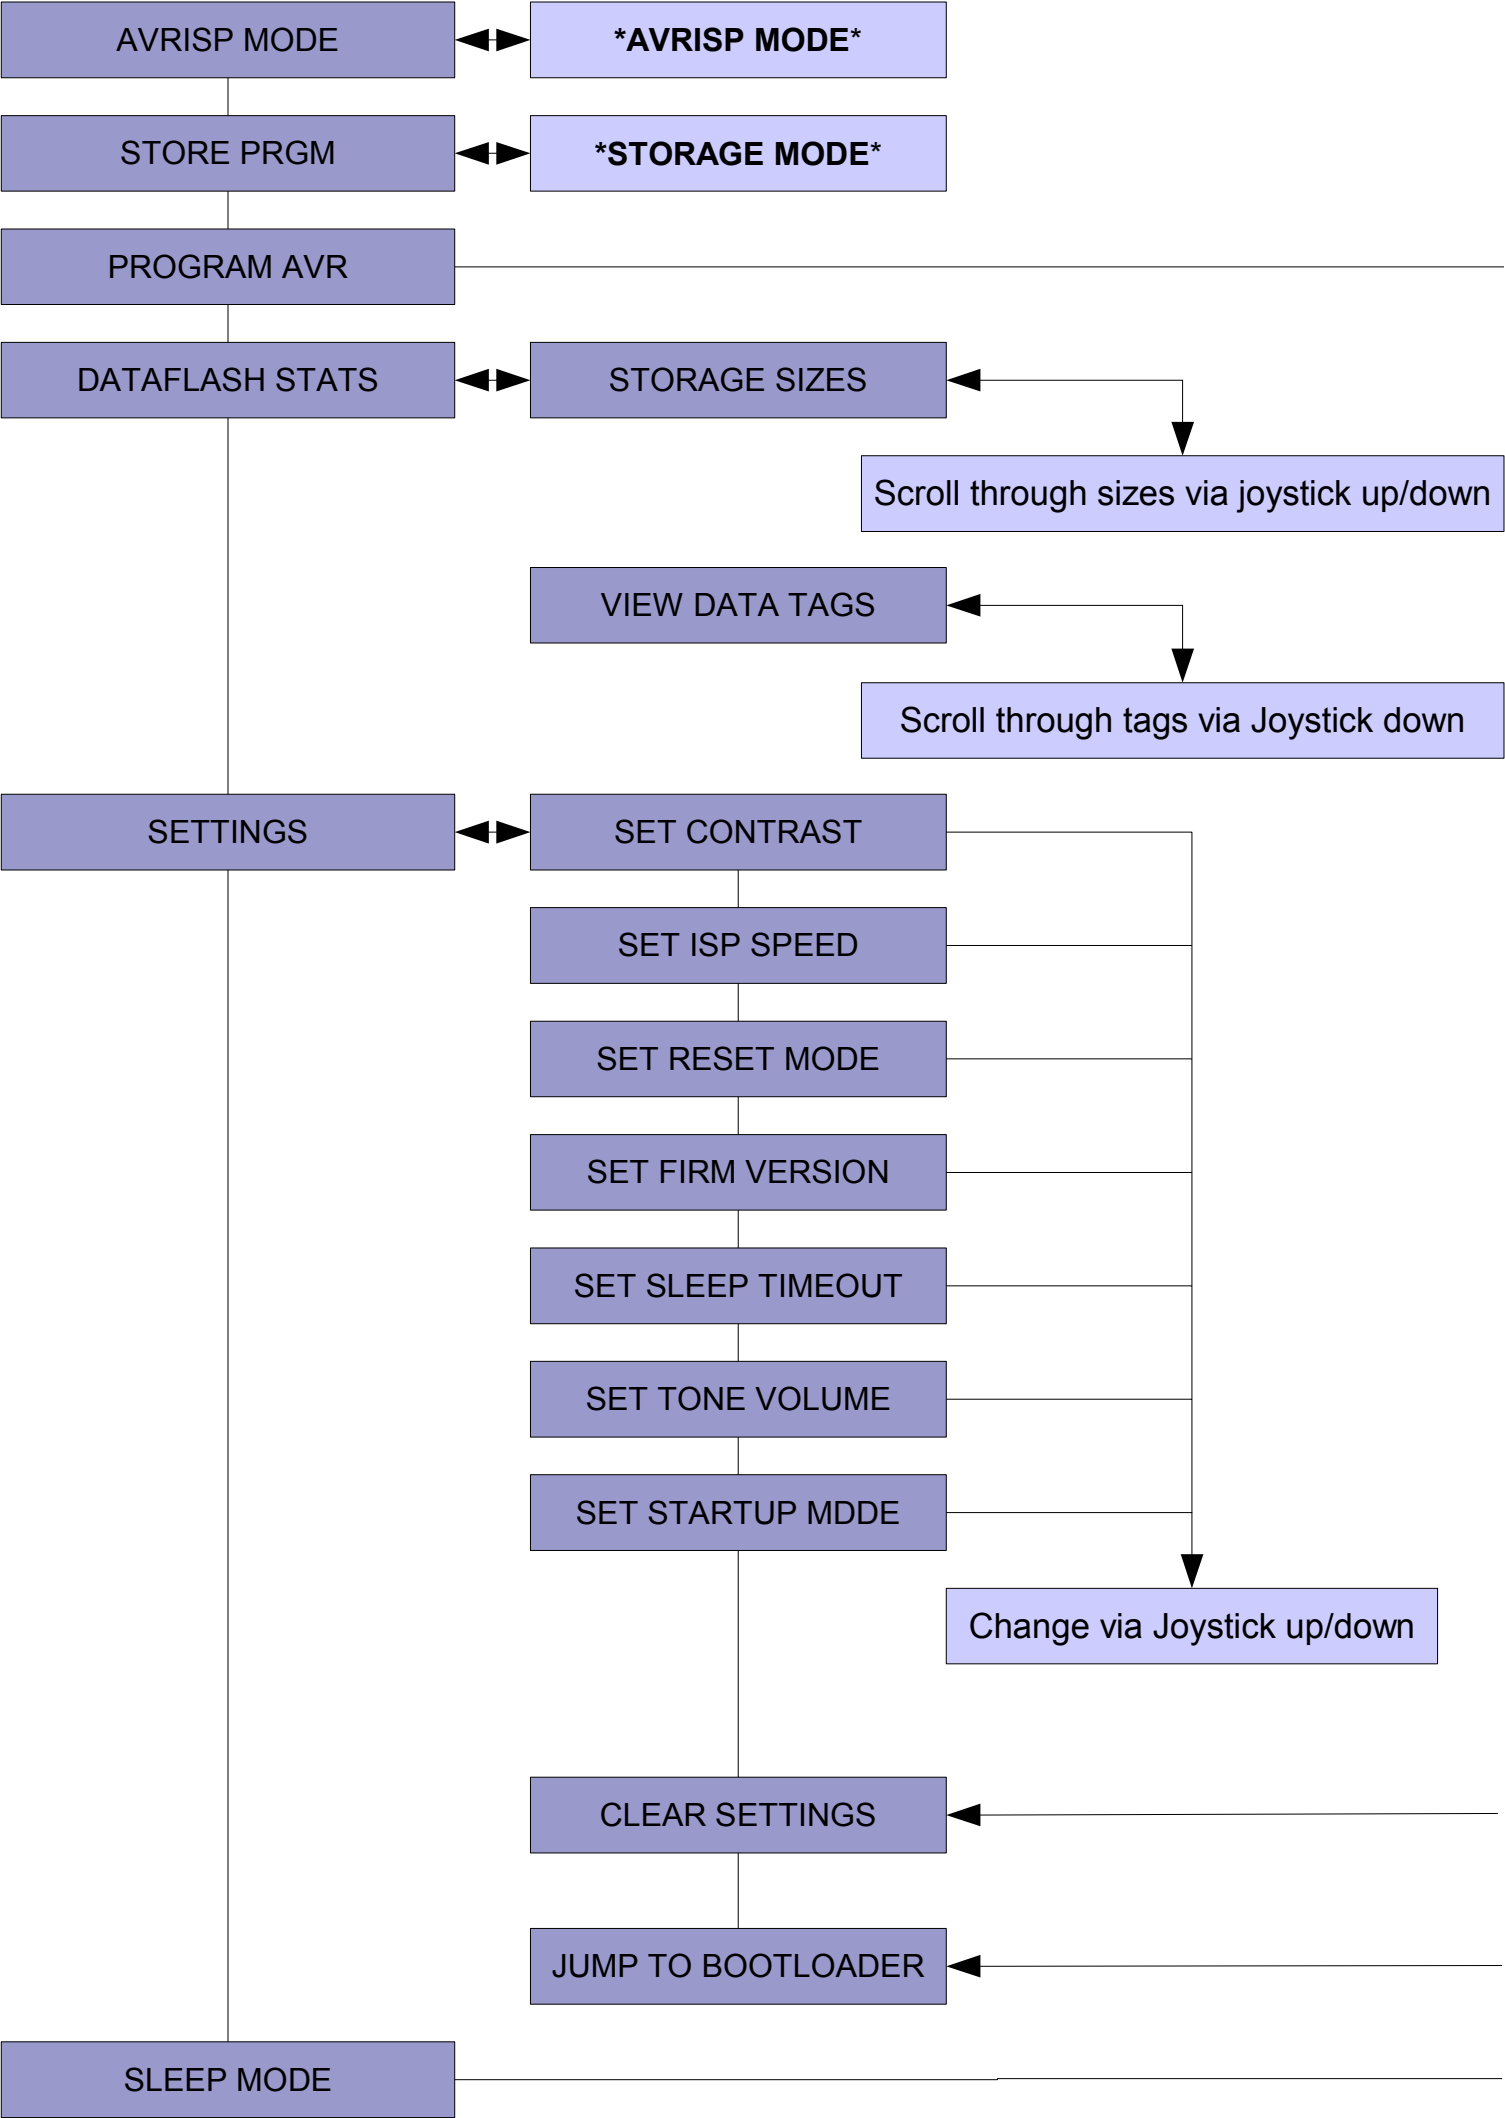 AVRISP MODE
*AVRISP MODE*
STORE PRGM
*STORAGE MODE*
PROGRAM AVR
DATAFLASH STATS
STORAGE SIZES
Scroll through sizes via joystick up/down
VIEW DATA TAGS
Scroll through tags via Joystick down
SETTINGS
SET CONTRAST
SET ISP SPEED
SET RESET MODE
SET FIRM VERSION
SET SLEEP TIMEOUT
SET TONE VOLUME
SET STARTUP MDDE
Change via Joystick up/down
CLEAR SETTINGS
JUMP TO BOOTLOADER
SLEEP MODE